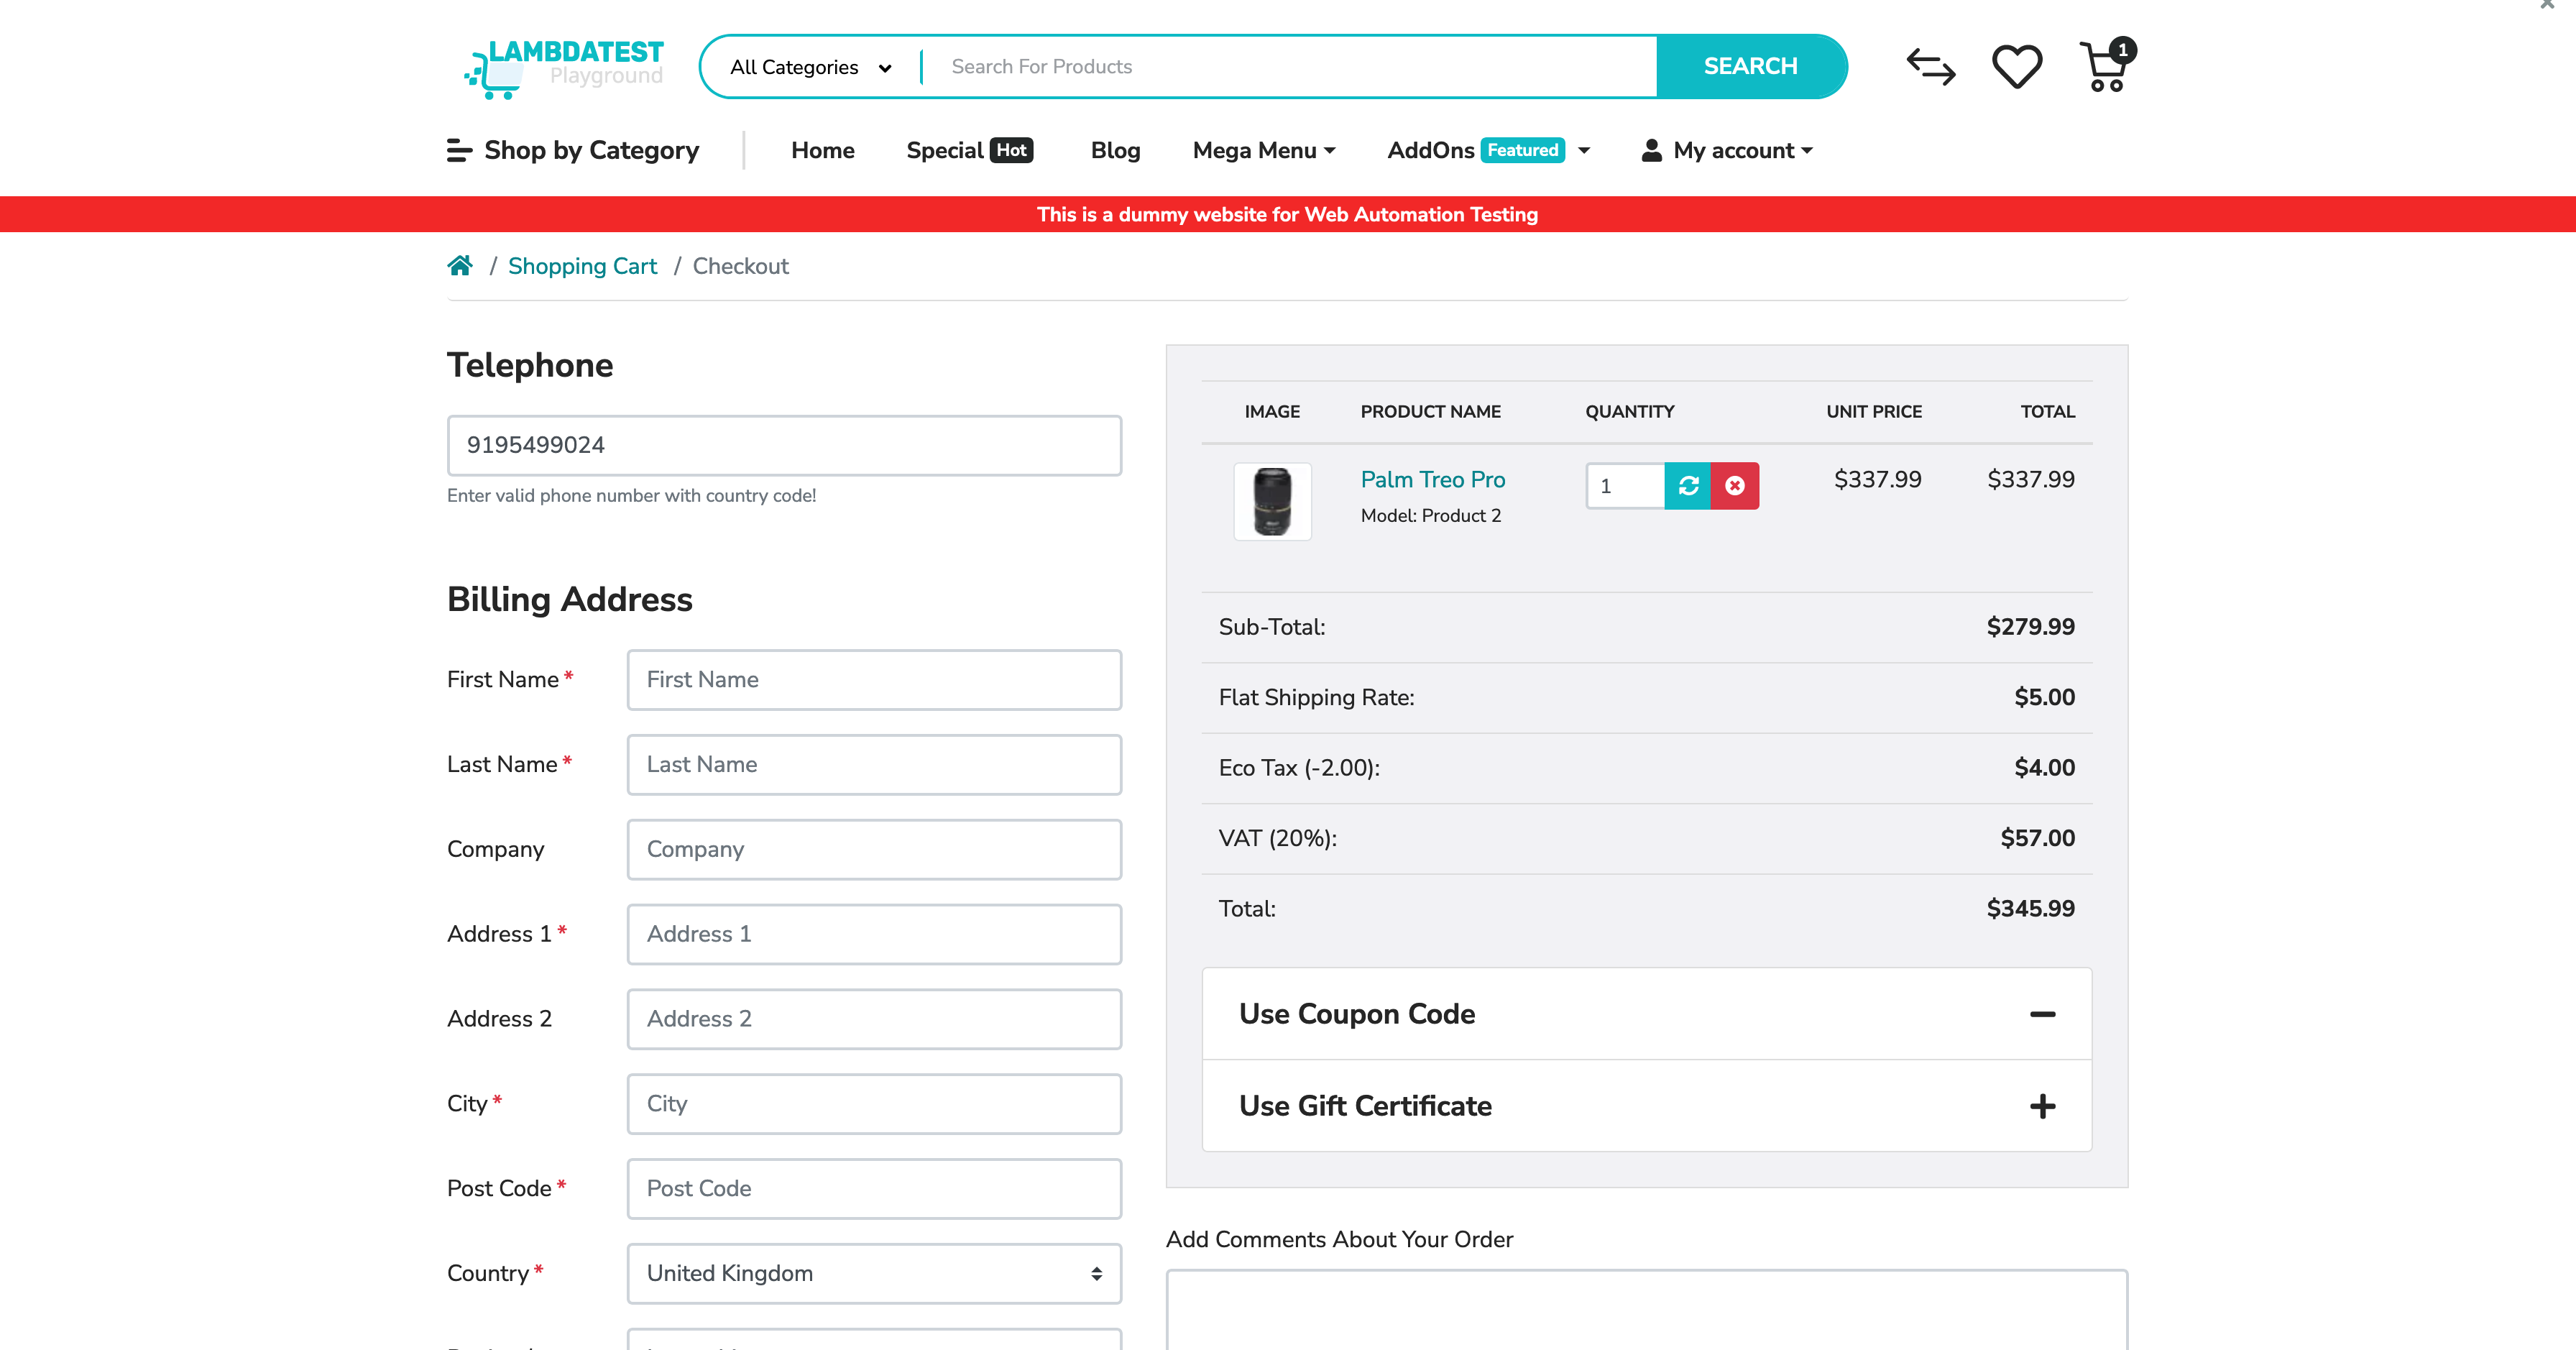 LAMBDATEST
Playground
All Categories
Search For Products
SEARCH
1
Shop by Category
Home
Special Hot
Blog
Mega Menu
AddOns Featured
My account
This is a dummy website for Web Automation Testing
/ Shopping Cart / Checkout
Telephone
9195499024
Enter valid phone number with country code!
Billing Address
First Name *
First Name
Last Name *
Last Name
Company
Company
Address 1 *
Address 1
Address 2
Address 2
City *
City
Post Code *
Post Code
Country *
United Kingdom
IMAGE PRODUCT NAME QUANTITY UNIT PRICE TOTAL
Palm Treo Pro 1 $337.99 $337.99
Model: Product 2
Sub-Total: $279.99
Flat Shipping Rate: $5.00
Eco Tax (-2.00): $4.00
VAT (20%): $57.00
Total: $345.99
Use Coupon Code
Use Gift Certificate
Add Comments About Your Order